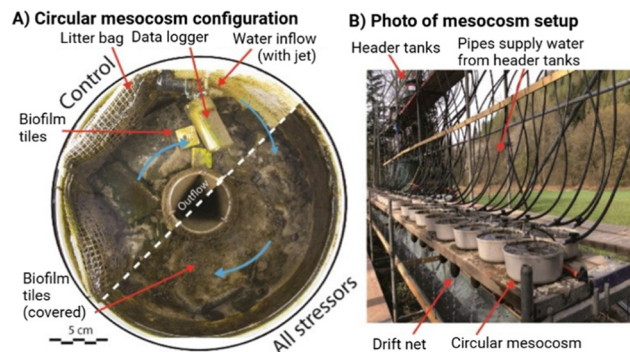 A) Circular mesocosm configuration
Litter bag
Data logger
Water inflow
(with jet)
Control
Biofilm
tiles
Outflow
Biofilm
tiles
(covered)
5 cm
All stressors
B) Photo of mesocosm setup
Header tanks
Pipes supply water
from header tanks
Drift net
Circular mesocosm